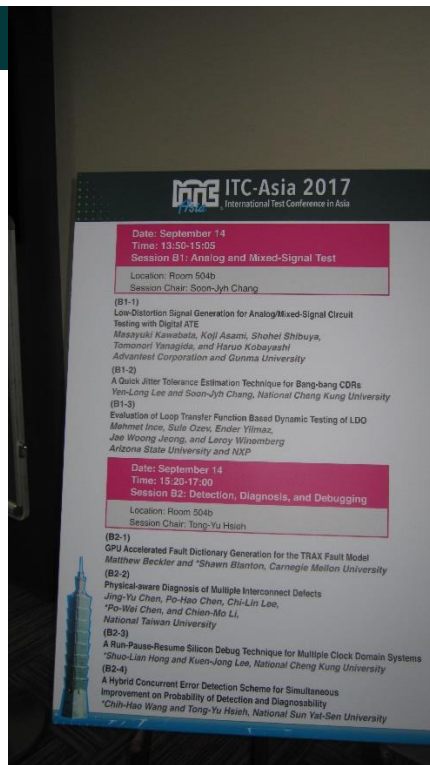 ITC Asia
ITC-Asia 2017
International Test Conference in Asia
Date: September 14
Time: 13:50-15:05
Session B1: Analog and Mixed-Signal Test
Location: Room 504b
Session Chair: Soon-Jyh Chang
(B1-1)
Low-Distortion Signal Generation for Analog/Mixed-Signal Circuit
Testing with Digital ATE
Masayuki Kawabata, Koji Asami, Shohei Shibuya,
Tomonori Yanagida, and Haruo Kobayashi
Advantest Corporation and Gunma University
(B1-2)
A Quick Jitter Tolerance Estimation Technique for Bang-bang CDRs
Yen-Long Lee and Soon-Jyh Chang, National Cheng Kung University
(B1-3)
Evaluation of Loop Transfer Function Based Dynamic Testing of LDO
Mehmet Ince, Sule Ozev, Ender Yilmaz,
Jae Woong Jeong, and Leroy Winemberg
Arizona State University and NXP
Date: September 14
Time: 15:20-17:00
Session B2: Detection, Diagnosis, and Debugging
Location: Room 504b
Session Chair: Tong-Yu Hsieh
(B2-1)
GPU Accelerated Fault Dictionary Generation for the TRAX Fault Model
Matthew Beckler and *Shawn Blanton, Carnegie Mellon University
(B2-2)
Physical-aware Diagnosis of Multiple Interconnect Defects
Jing-Yu Chen, Po-Hao Chen, Chi-Lin Lee,
*Po-Wei Chen, and Chien-Mo Li,
National Taiwan University
(B2-3)
A Run-Pause-Resume Silicon Debug Technique for Multiple Clock Domain Systems
*Shuo-Lian Hong and Kuen-Jong Lee, National Cheng Kung University
(B2-4)
A Hybrid Concurrent Error Detection Scheme for Simultaneous
Improvement on Probability of Detection and Diagnosability
*Chih-Hao Wang and Tong-Yu Hsieh, National Sun Yat-Sen University